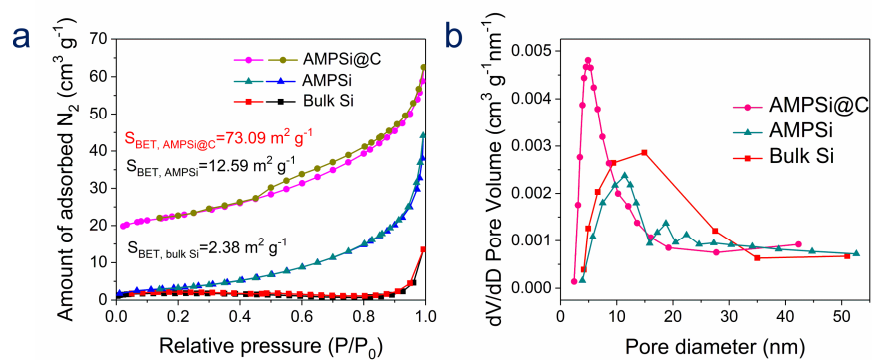 a
70
60
50
40
30
20
10
0
Amount of adsorbed N₂ (cm³ g⁻¹)
AMPSi@C
AMPSi
Bulk Si
S_BET, AMPSi@C=73.09 m² g⁻¹
S_BET, AMPSi=12.59 m² g⁻¹
S_BET, bulk Si=2.38 m² g⁻¹
0.0 0.2 0.4 0.6 0.8 1.0
Relative pressure (P/P₀)
b
0.005
0.004
0.003
0.002
0.001
0.000
dV/dD Pore Volume (cm³ g⁻¹nm⁻¹)
AMPSi@C
AMPSi
Bulk Si
0 10 20 30 40 50
Pore diameter (nm)